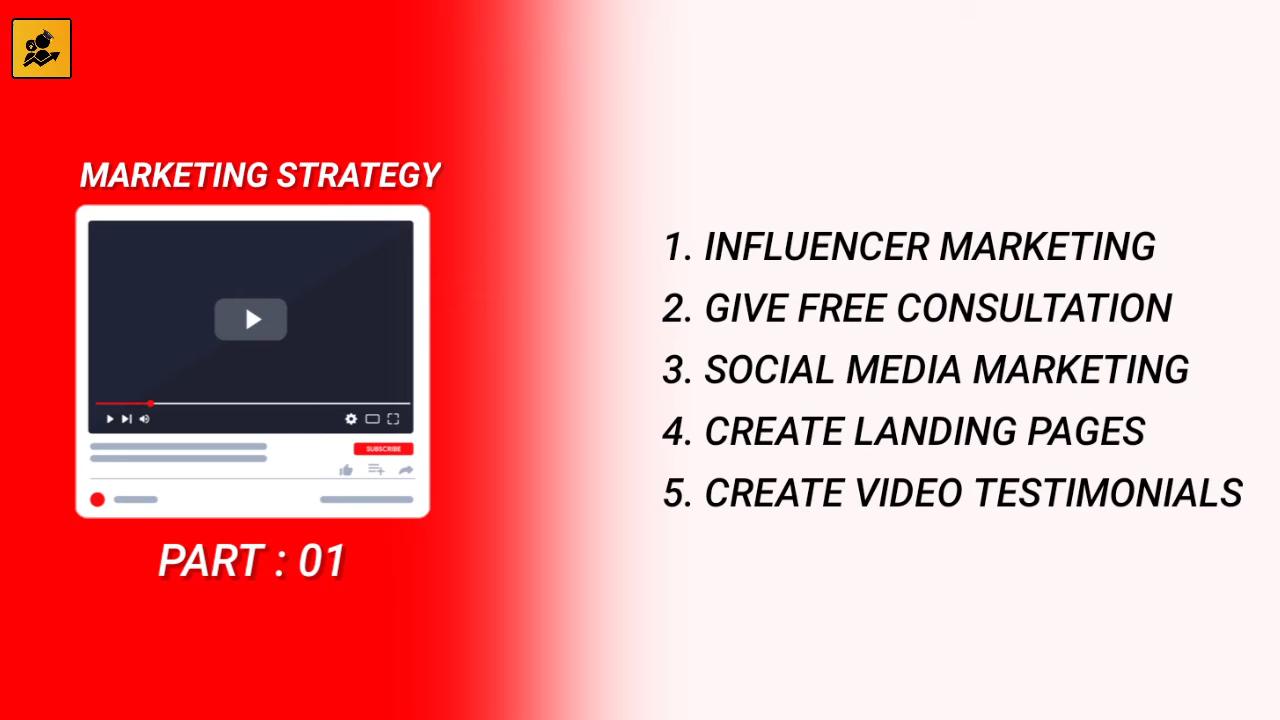 MARKETING STRATEGY
SUBSCRIBE
PART : 01
1. INFLUENCER MARKETING
2. GIVE FREE CONSULTATION
3. SOCIAL MEDIA MARKETING
4. CREATE LANDING PAGES
5. CREATE VIDEO TESTIMONIALS